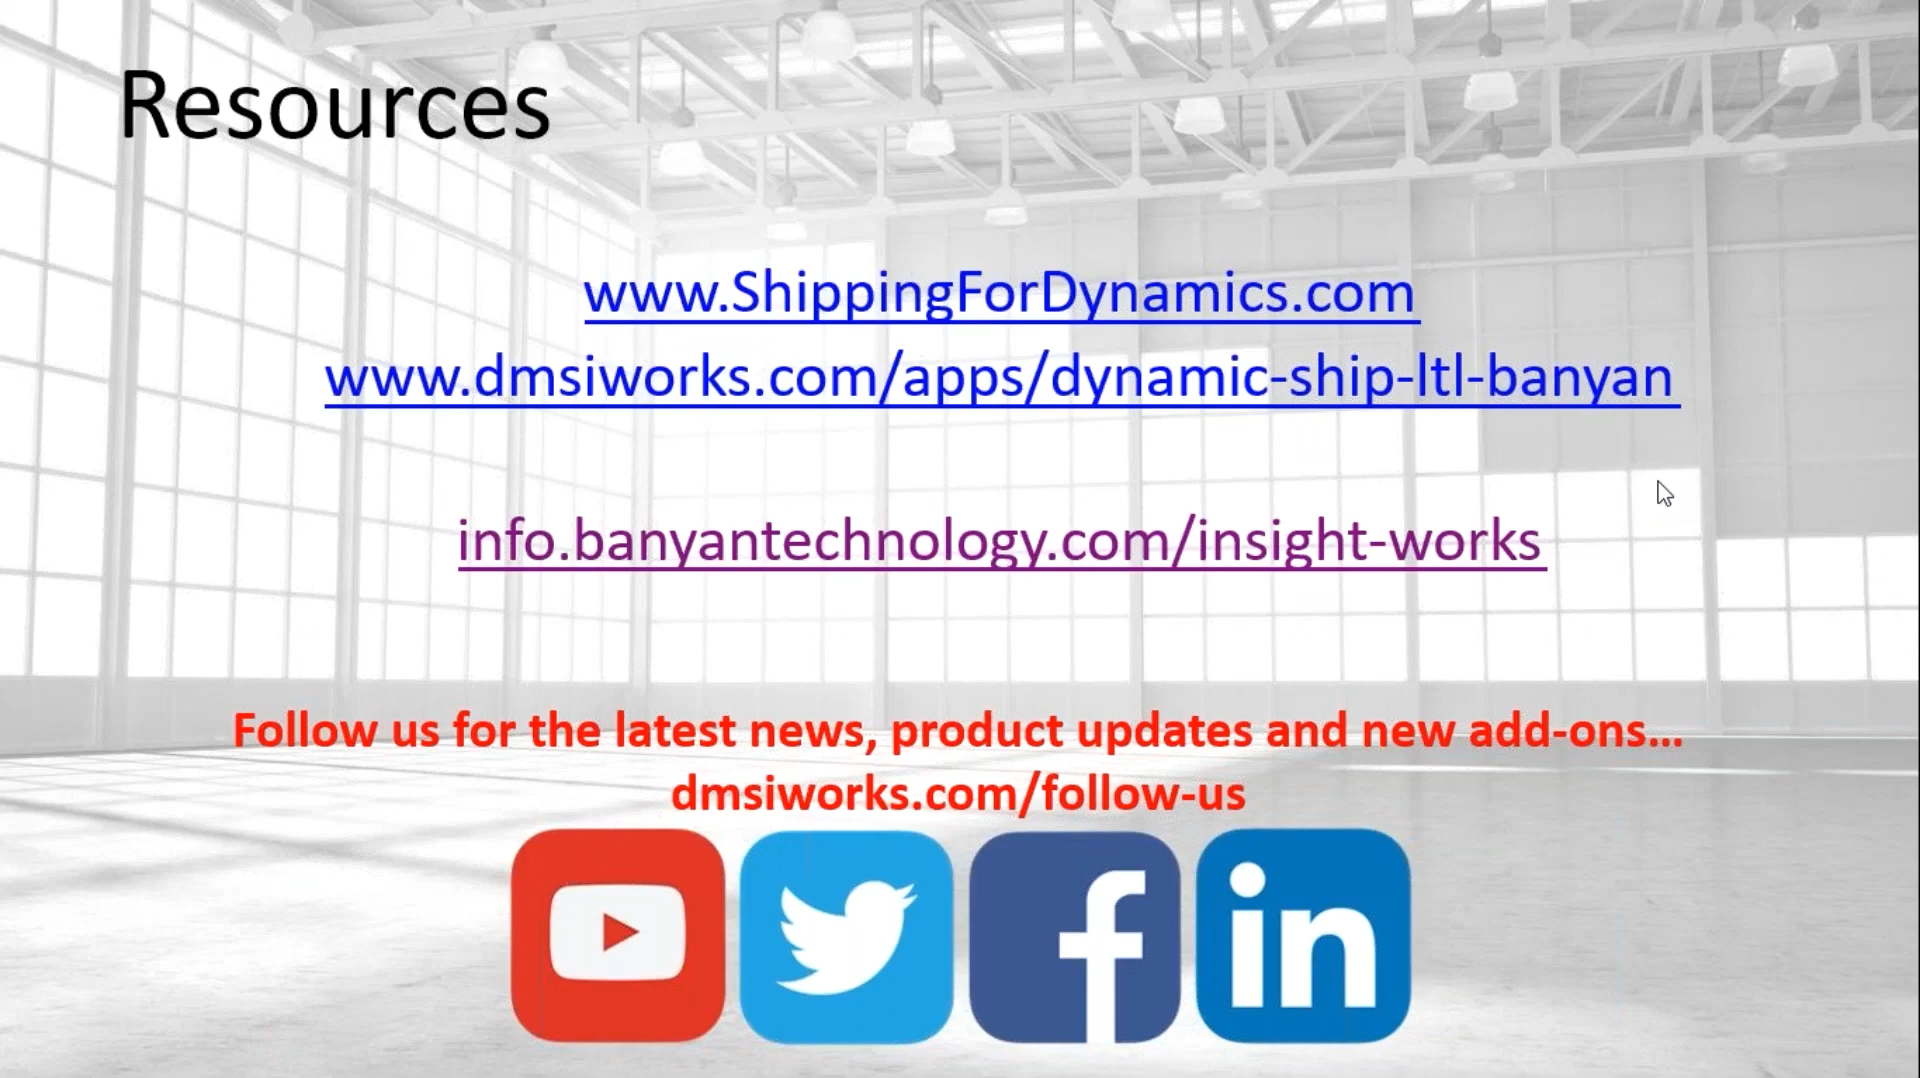 Resources
www.ShippingForDynamics.com
www.dmsiworks.com/apps/dynamic-ship-ltl-banyan
info.banyantechnology.com/insight-works
Follow us for the latest news, product updates and new add-ons...
dmsiworks.com/follow-us
f
in